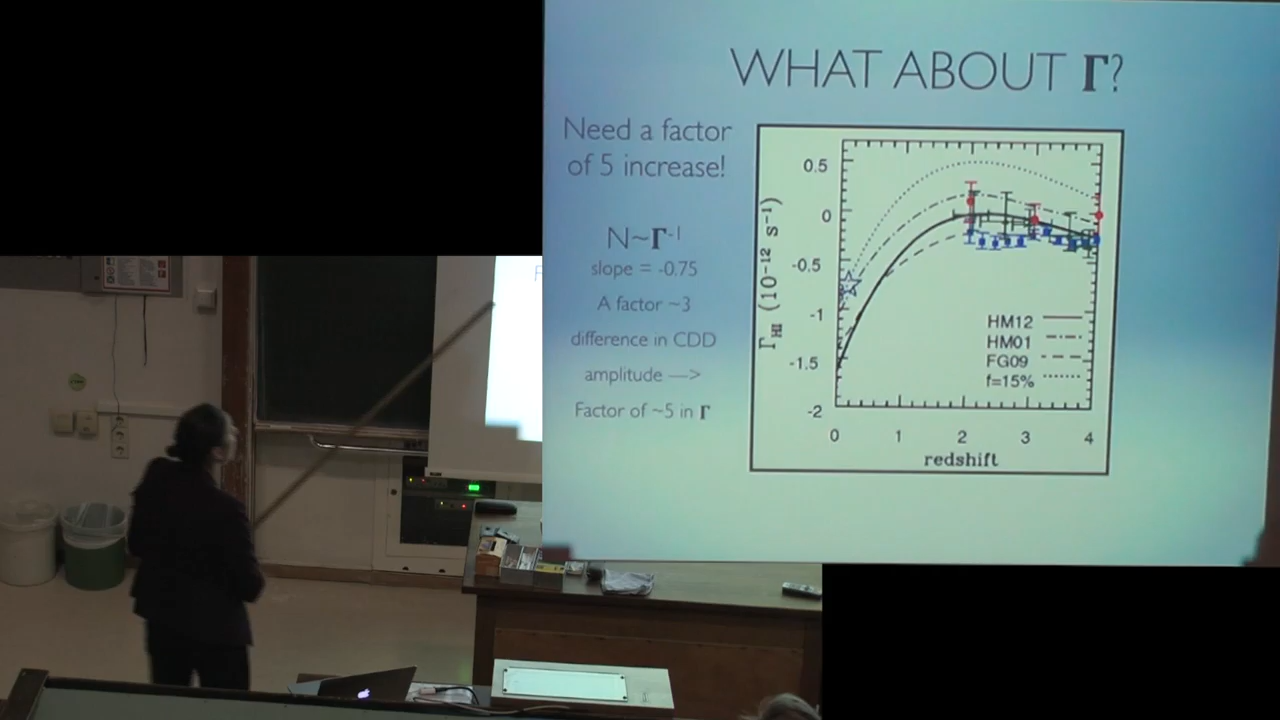 WHAT ABOUT Γ?
Need a factor
of 5 increase!
N~Γ-1
slope = -0.75
A factor ~3
difference in CDD
amplitude —>
Factor of ~5 in Γ
ΓHI (10-12 s-1)
0.5
0
-0.5
-1
-1.5
-2
HM12
HM01
FG09
f=15%
0 1 2 3 4
redshift